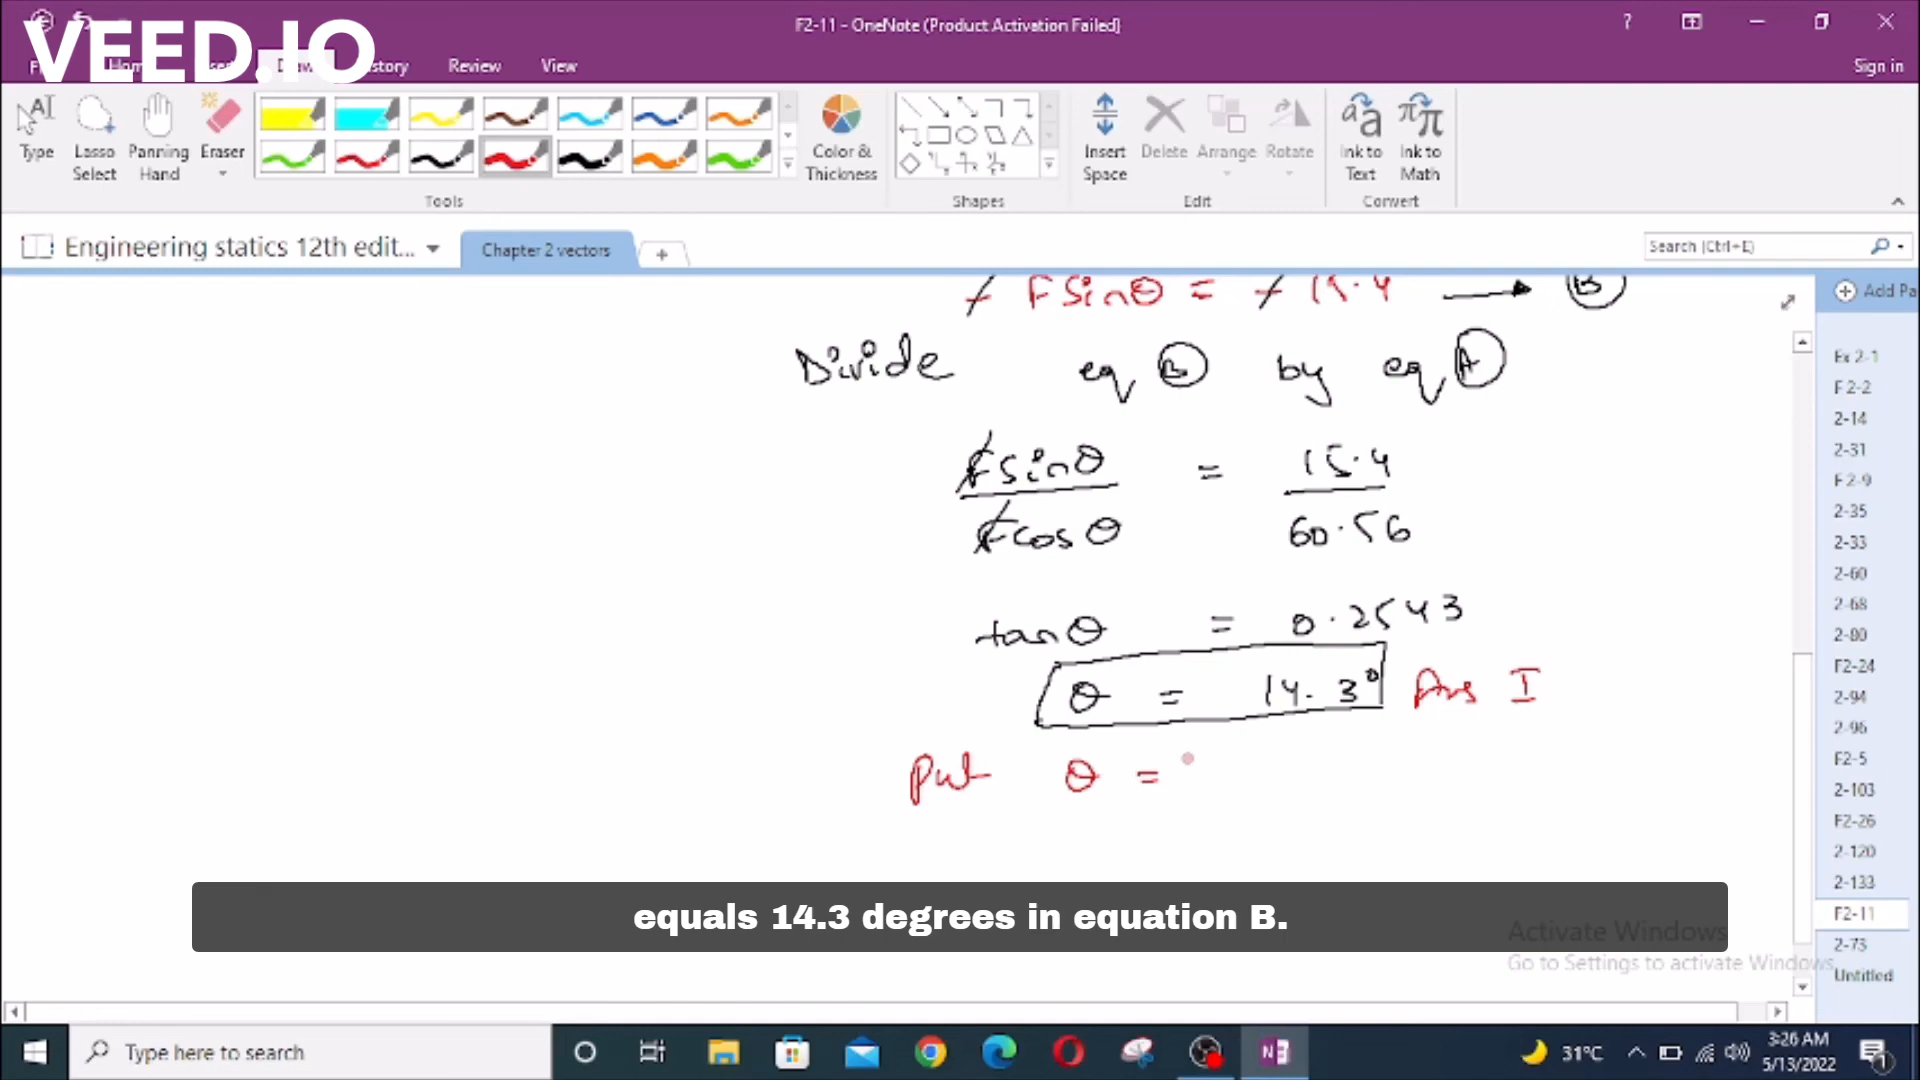 F2-11 - OneNote (Product Activation Failed)
VEED.IO
Review
View
Sign in
Type
Lasso Select
Panning Hand
Eraser
Color & Thickness
Insert Space
Delete
Arrange
Rotate
Ink to Text
Ink to Math
Tools
Shapes
Edit
Convert
Engineering statics 12th edit...
Chapter 2 vectors
Search (Ctrl+E)
Add Pa
F sinθ = 15.4 → B
Divide eq B by eq A
Fsinθ = 15.4
Fcosθ 60.56
tanθ = 0.2543
θ = 14.3° Ans I
Put θ =
equals 14.3 degrees in equation B.
Activate Windows
Go to Settings to activate Windows.
Ex 2-1
F 2-2
2-14
2-31
F 2-9
2-35
2-33
2-60
2-68
2-80
F2-24
2-94
2-96
F2-5
2-103
F2-26
2-120
2-133
F2-11
2-73
Untitled
Type here to search
31°C
3:26 AM
5/13/2022
1